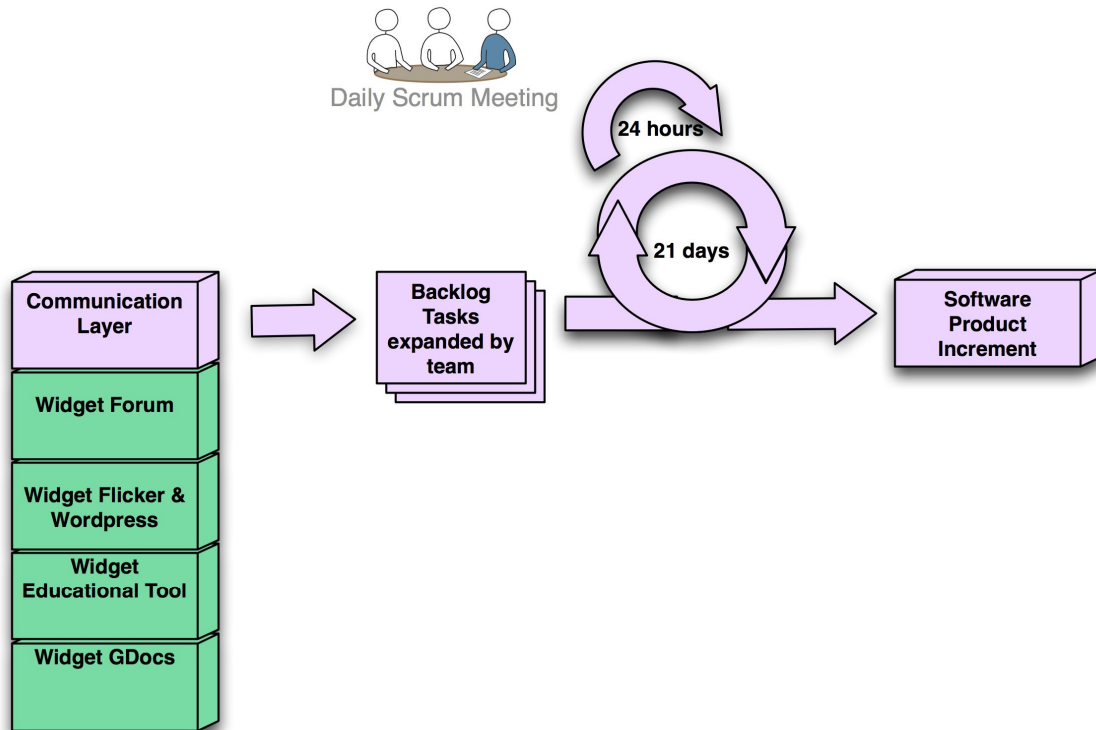 Daily Scrum Meeting
24 hours
21 days
Communication
Layer
Backlog
Tasks
expanded by
team
Software
Product
Increment
Widget Forum
Widget Flicker &
Wordpress
Widget
Educational Tool
Widget GDocs